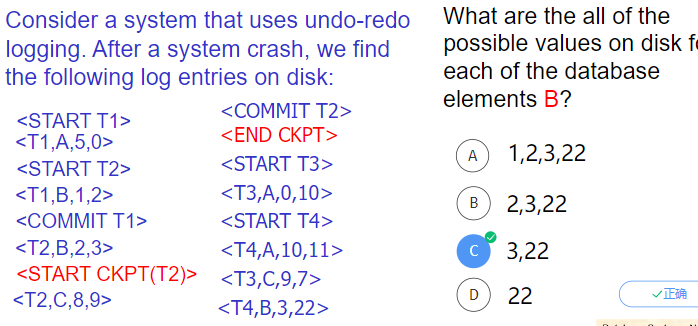 Consider a system that uses undo-redo
logging. After a system crash, we find
the following log entries on disk:
<START T1>
<T1,A,5,0>
<START T2>
<T1,B,1,2>
<COMMIT T1>
<T2,B,2,3>
<START CKPT(T2)>
<T2,C,8,9>
<COMMIT T2>
<END CKPT>
<START T3>
<T3,A,0,10>
<START T4>
<T4,A,10,11>
<T3,C,9,7>
<T4,B,3,22>
What are the all of the
possible values on disk f
each of the database
elements B?
A 1,2,3,22
B 2,3,22
C 3,22
D 22
正确